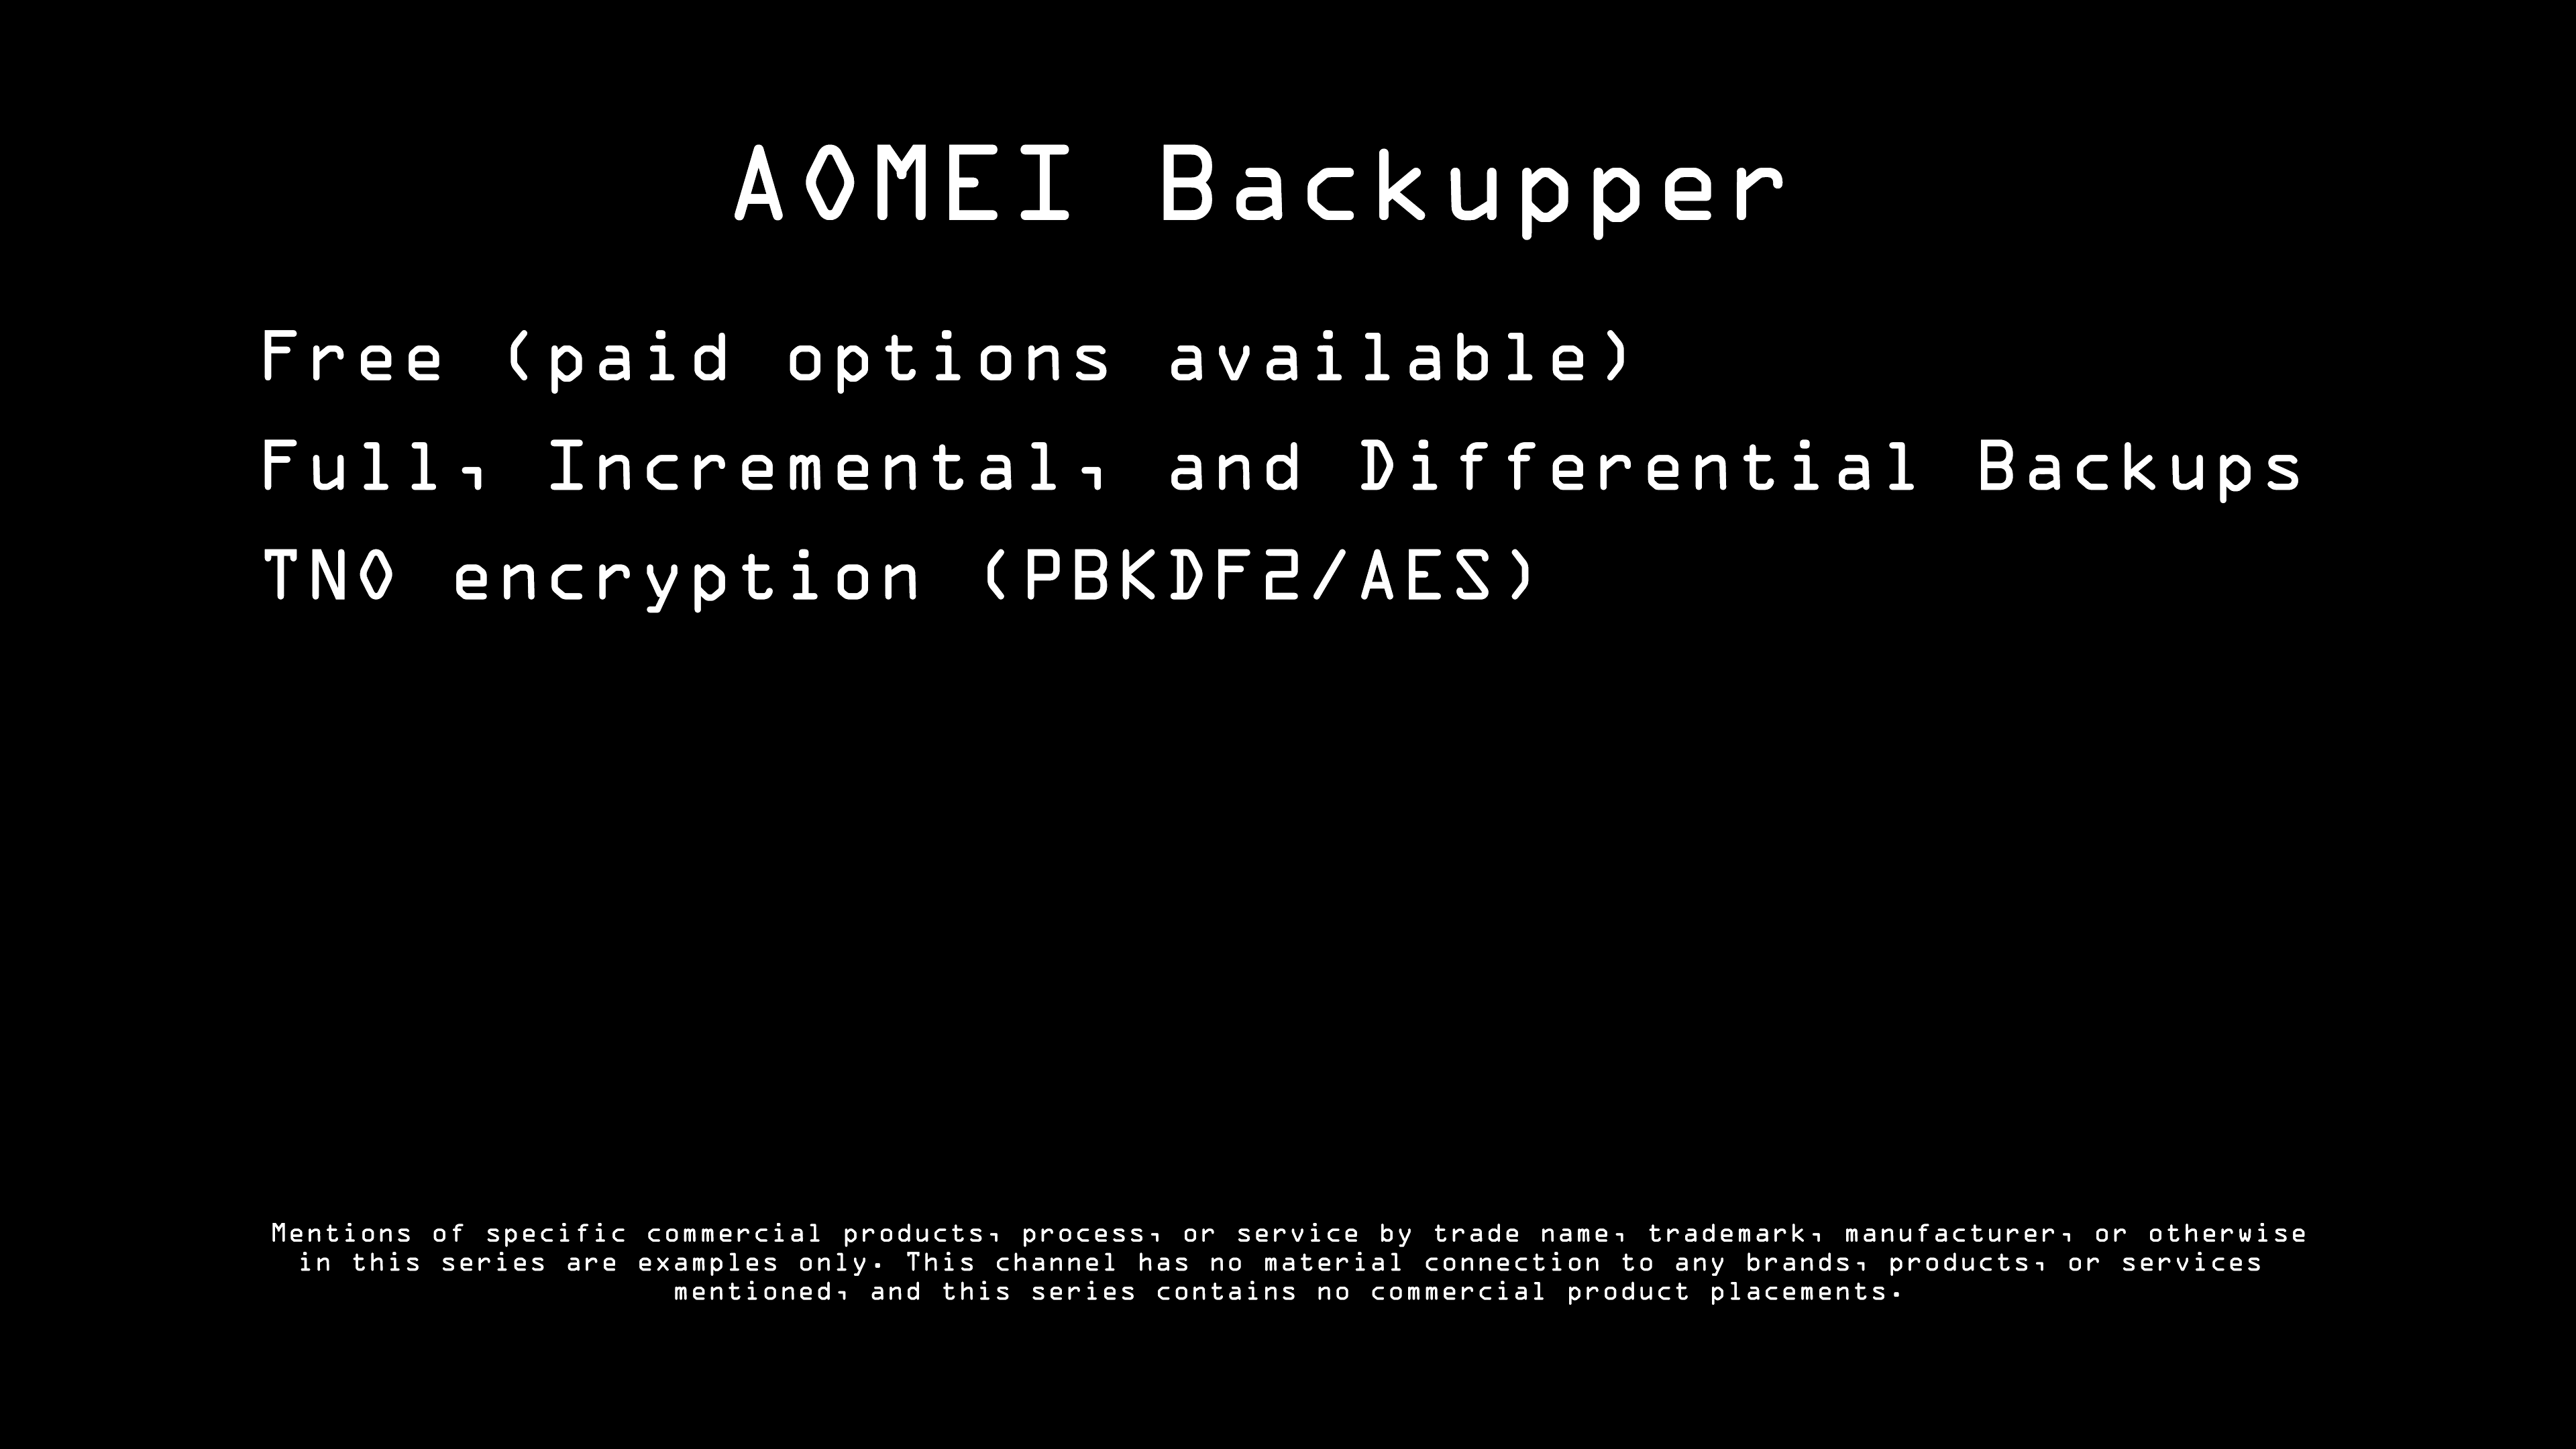 AOMEI Backupper
Free (paid options available)
Full, Incremental, and Differential Backups
TNO encryption (PBKDF2/AES)
Mentions of specific commercial products, process, or service by trade name, trademark, manufacturer, or otherwise
in this series are examples only. This channel has no material connection to any brands, products, or services
mentioned, and this series contains no commercial product placements.